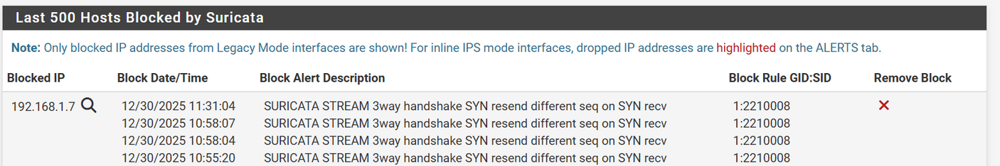 Last 500 Hosts Blocked by Suricata
Note: Only blocked IP addresses from Legacy Mode interfaces are shown! For inline IPS mode interfaces, dropped IP addresses are highlighted on the ALERTS tab.
Blocked IP Block Date/Time Block Alert Description Block Rule GID:SID Remove Block
192.168.1.7 12/30/2025 11:31:04 SURICATA STREAM 3way handshake SYN resend different seq on SYN recv 1:2210008
12/30/2025 10:58:07 SURICATA STREAM 3way handshake SYN resend different seq on SYN recv 1:2210008
12/30/2025 10:58:04 SURICATA STREAM 3way handshake SYN resend different seq on SYN recv 1:2210008
12/30/2025 10:55:20 SURICATA STREAM 3way handshake SYN resend different seq on SYN recv 1:2210008